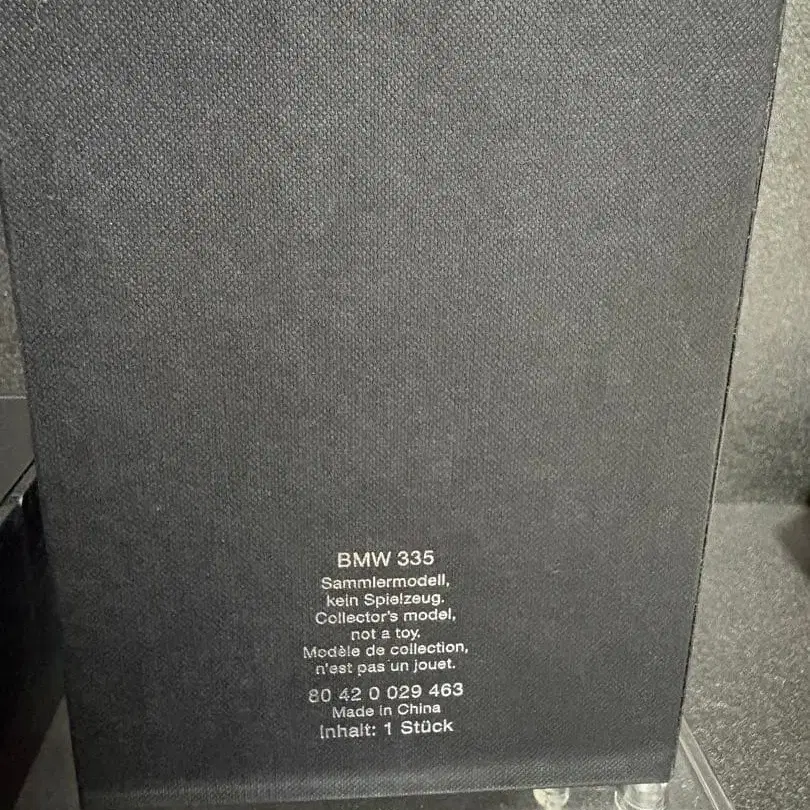 BMW 335
Sammlermodell,
kein Spielzeug.
Collector's model,
not a toy.
Modèle de collection,
n'est pas un jouet.
80 42 0 029 463
Made in China
Inhalt: 1 Stück